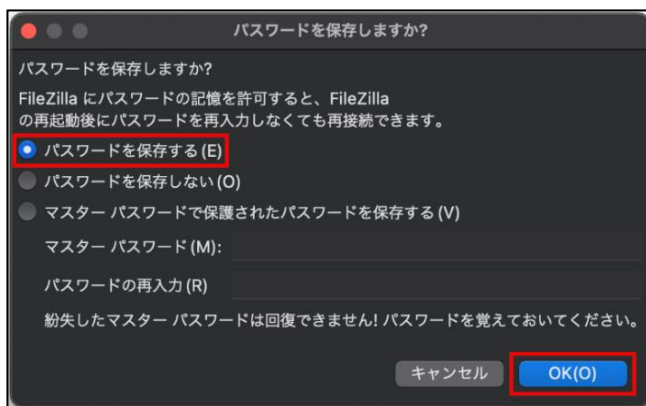 パスワードを保存しますか?
パスワードを保存しますか?
FileZilla にパスワードの記憶を許可すると、FileZilla
の再起動後にパスワードを再入力しなくても再接続できます。
パスワードを保存する(E)
パスワードを保存しない(O)
マスター パスワードで保護されたパスワードを保存する(V)
マスター パスワード(M):
パスワードの再入力(R)
紛失したマスター パスワードは回復できません! パスワードを覚えておいてください。
キャンセル OK(O)